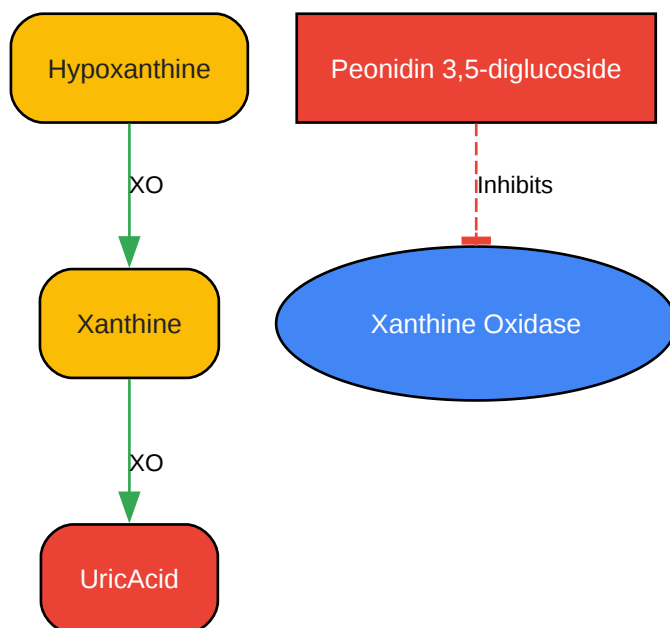 Hypoxanthine
Peonidin 3,5-diglucoside
XO
Inhibits
Xanthine
Xanthine Oxidase
XO
UricAcid